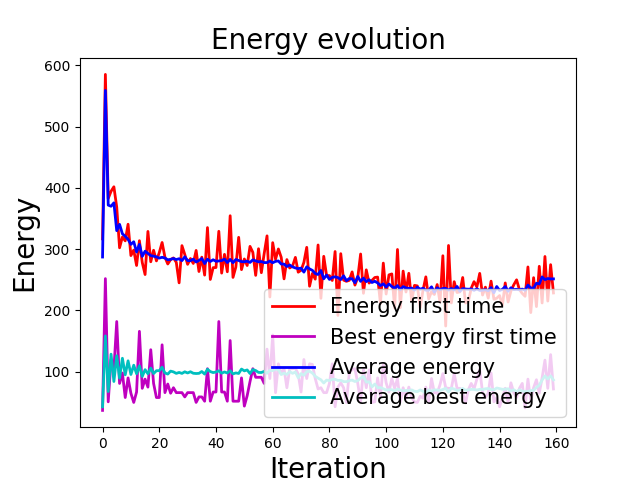 Energy evolution
600
500
400
300
200
100
Energy
Energy first time
Best energy first time
Average energy
Average best energy
0 20 40 60 80 100 120 140 160
Iteration